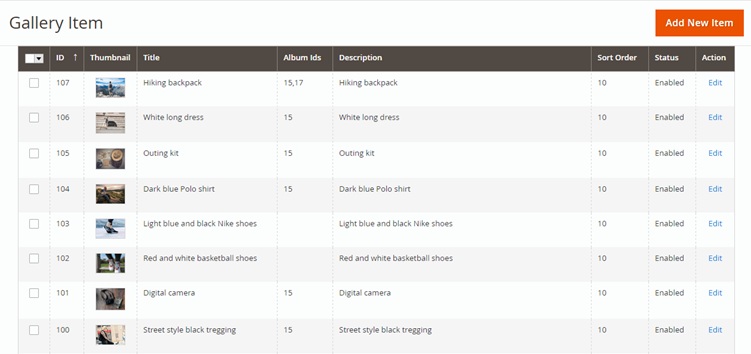 Gallery Item
Add New Item
ID ↑ Thumbnail Title Album Ids Description Sort Order Status Action
107 Hiking backpack 15,17 Hiking backpack 10 Enabled Edit
106 White long dress 15 White long dress 10 Enabled Edit
105 Outing kit 15 Outing kit 10 Enabled Edit
104 Dark blue Polo shirt 15 Dark blue Polo shirt 10 Enabled Edit
103 Light blue and black Nike shoes Light blue and black Nike shoes 10 Enabled Edit
102 Red and white basketball shoes Red and white basketball shoes 10 Enabled Edit
101 Digital camera 15 Digital camera 10 Enabled Edit
100 Street style black tregging 15 Street style black tregging 10 Enabled Edit